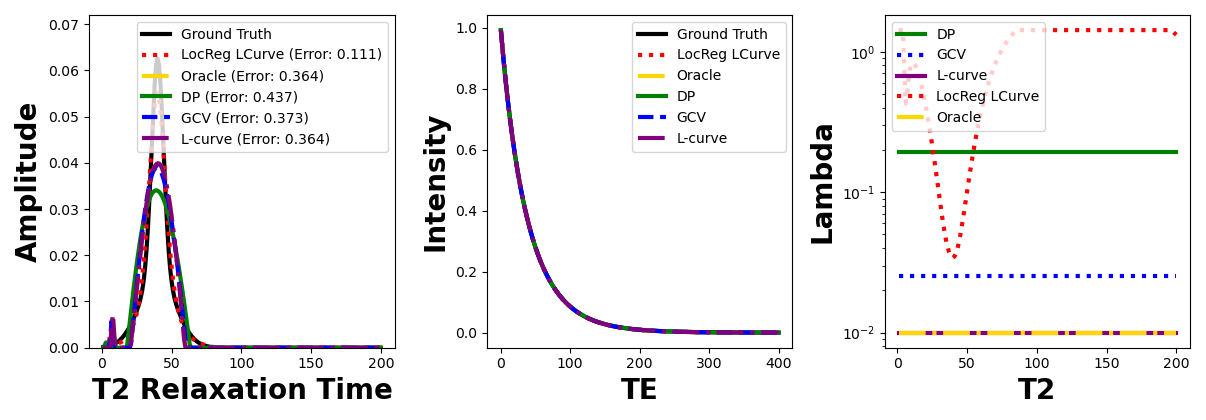 0.07
0.06
0.05
0.04
0.03
0.02
0.01
0.00
Amplitude
Ground Truth
LocReg LCurve (Error: 0.111)
Oracle (Error: 0.364)
DP (Error: 0.437)
GCV (Error: 0.373)
L-curve (Error: 0.364)
0 50 100 150 200
T2 Relaxation Time
1.0
0.8
0.6
0.4
0.2
0.0
Intensity
Ground Truth
LocReg LCurve
Oracle
DP
GCV
L-curve
0 100 200 300 400
TE
10⁰
10⁻¹
10⁻²
Lambda
DP
GCV
L-curve
LocReg LCurve
Oracle
0 50 100 150 200
T2